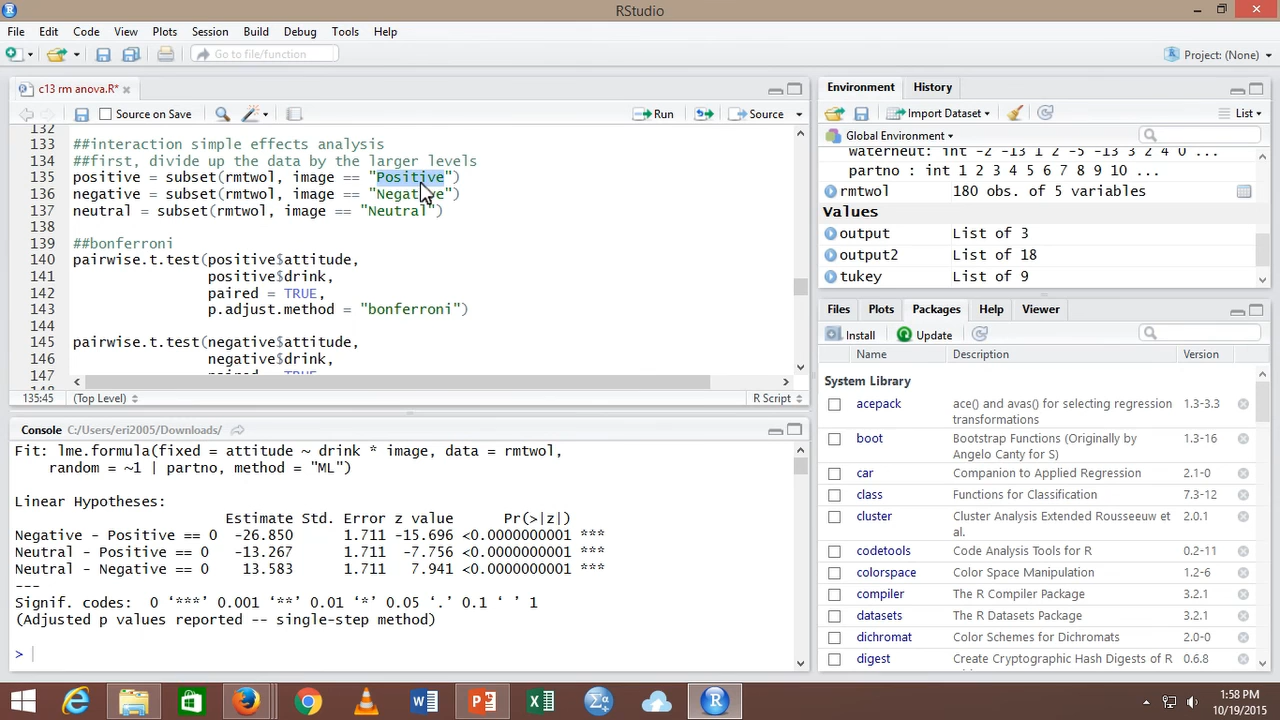 RStudio
File Edit Code View Plots Session Build Debug Tools Help
Go to file/function
Project: (None)
c13 rm anova.R*
Source on Save
Run
Source
132
133 ##interaction simple effects analysis
134 ##first, divide up the data by the larger levels
135 positive = subset(rmtwol, image == "Positive")
136 negative = subset(rmtwol, image == "Negative")
137 neutral = subset(rmtwol, image == "Neutral")
138
139 ##bonferroni
140 pairwise.t.test(positive$attitude,
141 positive$drink,
142 paired = TRUE,
143 p.adjust.method = "bonferroni")
144
145 pairwise.t.test(negative$attitude,
146 negative$drink,
147 paired = TRUE,
148
135:45 (Top Level) R Script
Console C:/Users/eri2005/Downloads/
Fit: lme.formula(fixed = attitude ~ drink * image, data = rmtwol,
random = ~1 | partno, method = "ML")
Linear Hypotheses:
Estimate Std. Error z value Pr(>|z|)
Negative - Positive == 0 -26.850 1.711 -15.696 <0.0000000001 ***
Neutral - Positive == 0 -13.267 1.711 -7.756 <0.0000000001 ***
Neutral - Negative == 0 13.583 1.711 7.941 <0.0000000001 ***
---
Signif. codes: 0 ‘***’ 0.001 ‘**’ 0.01 ‘*’ 0.05 ‘.’ 0.1 ‘ ’ 1
(Adjusted p values reported -- single-step method)
>
Environment History
Import Dataset
List
Global Environment
waterneut: int -2 -13 1 2 -5 -13 3 2 4 0 ...
partno : int 1 2 3 4 5 6 7 8 9 10 ...
rmtwol 180 obs. of 5 variables
Values
output List of 3
output2 List of 18
tukey List of 9
Files Plots Packages Help Viewer
Install Update
Name Description Version
System Library
acepack ace() and avas() for selecting regression transformations 1.3-3.3
boot Bootstrap Functions (Originally by Angelo Canty for S) 1.3-16
car Companion to Applied Regression 2.1-0
class Functions for Classification 7.3-12
cluster Cluster Analysis Extended Rousseeuw et al. 2.0.1
codetools Code Analysis Tools for R 0.2-11
colorspace Color Space Manipulation 1.2-6
compiler The R Compiler Package 3.2.1
datasets The R Datasets Package 3.2.1
dichromat Color Schemes for Dichromats 2.0-0
digest Create Cryptographic Hash Digests of R 0.6.8
1:58 PM
10/19/2015